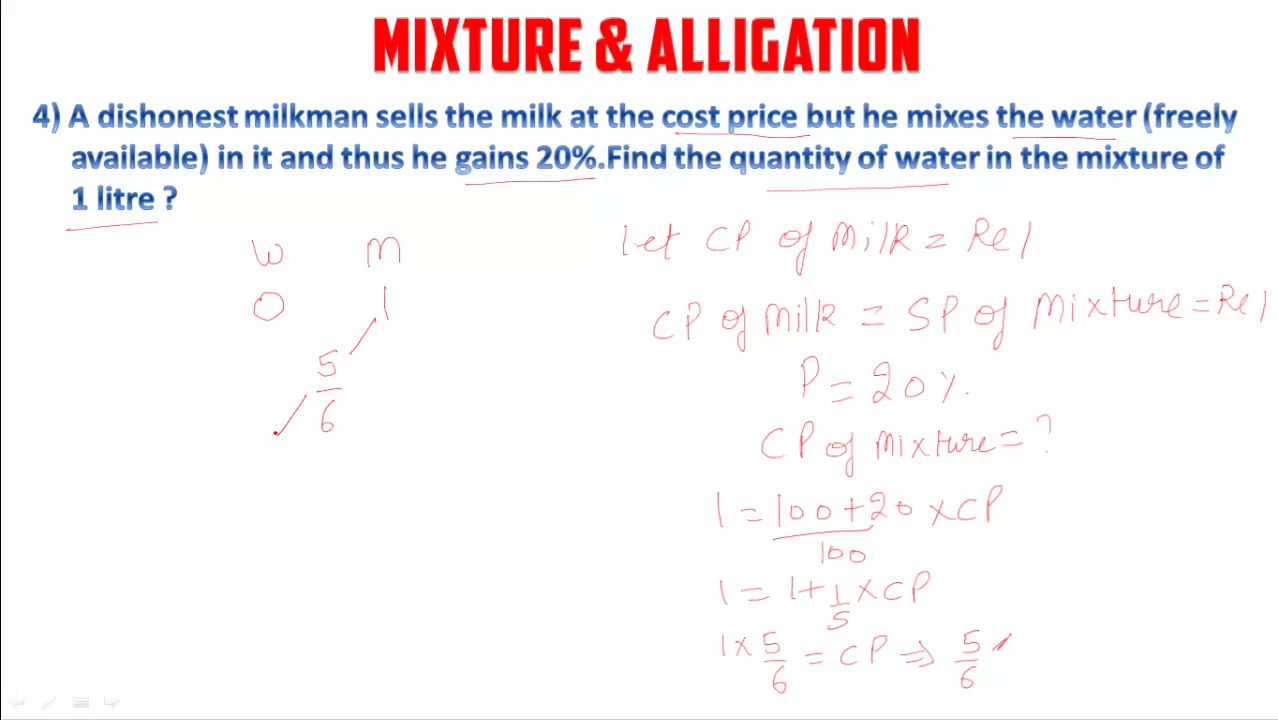 MIXTURE & ALLIGATION
4) A dishonest milkman sells the milk at the cost price but he mixes the water (freely
available) in it and thus he gains 20%.Find the quantity of water in the mixture of
1 litre ?
W M
0 1
5
6
let CP of Milk = Re 1
CP of Milk = SP of Mixture = Re 1
P = 20%.
CP of Mixture = ?
1 = 100+20 × CP
100
1 = 1+1 × CP
5
1 × 5 = CP ⇒ 5
6 6